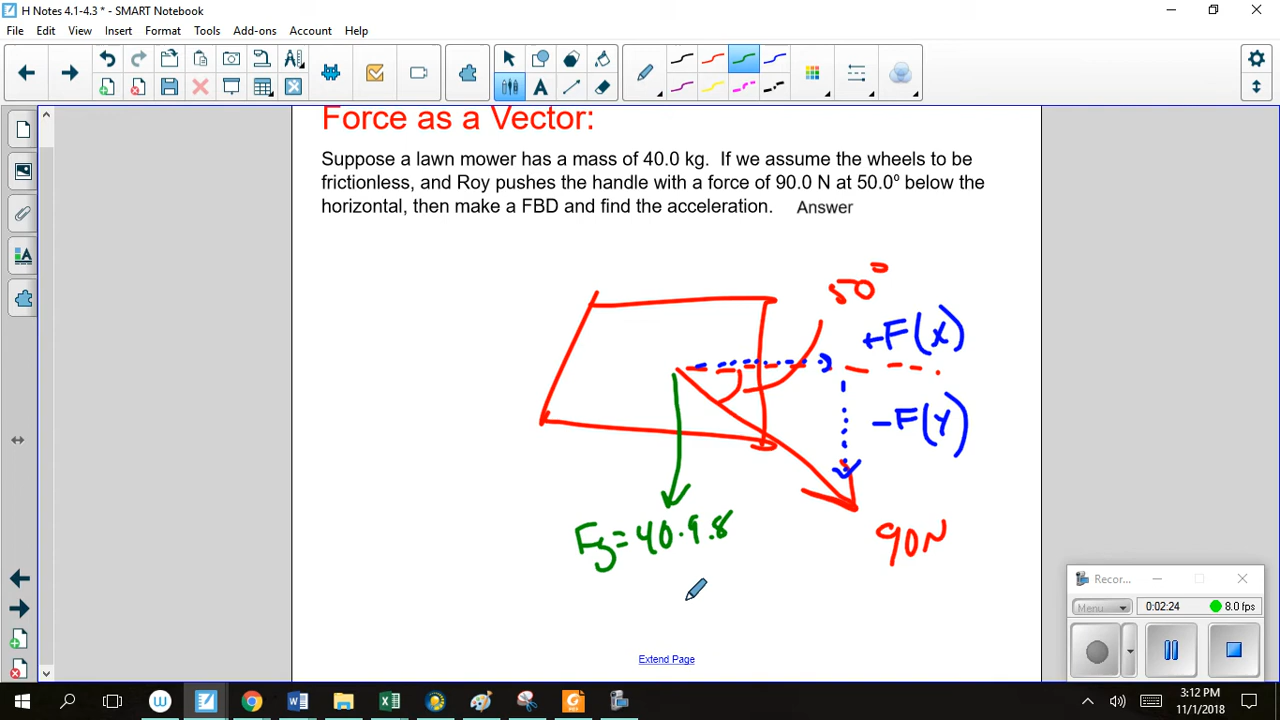 H Notes 4.1-4.3 * - SMART Notebook
File Edit View Insert Format Tools Add-ons Account Help
Force as a Vector:
Suppose a lawn mower has a mass of 40.0 kg. If we assume the wheels to be
frictionless, and Roy pushes the handle with a force of 90.0 N at 50.0º below the
horizontal, then make a FBD and find the acceleration. Answer
50°
+F(x)
-F(y)
Fg=40·9.8
90N
Extend Page
Recor...
Menu 0:02:24 8.0 fps
3:12 PM
11/1/2018